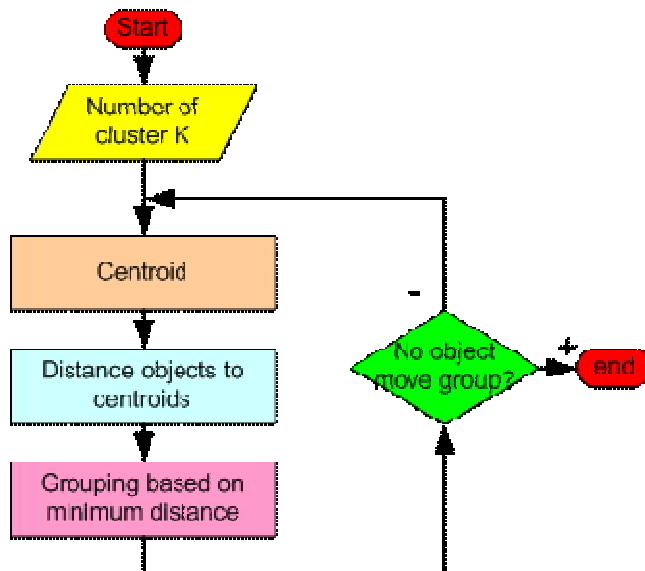 Start
Number of
cluster K
Centroid
Distance objects to
centroids
Grouping based on
minimum distance
-
No object
move group?
+
end